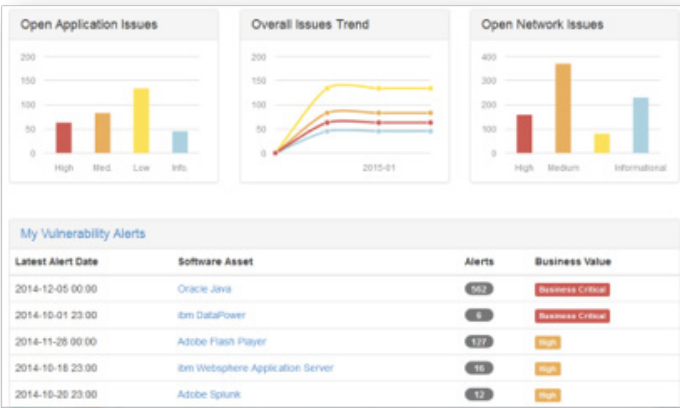 Open Application Issues
200
150
100
50
0
High Med. Low Info.
Overall Issues Trend
200
150
100
50
0
2015-01
Open Network Issues
400
300
200
100
0
High Medium Informational
My Vulnerability Alerts
Latest Alert Date Software Asset Alerts Business Value
2014-12-05 00:00 Oracle Java 562 Business Critical
2014-10-01 23:00 ibm DataPower 6 Business Critical
2014-11-28 00:00 Adobe Flash Player 127 High
2014-10-16 23:00 ibm Websphere Application Server 16 High
2014-10-20 23:00 Adobe Splunk 12 High